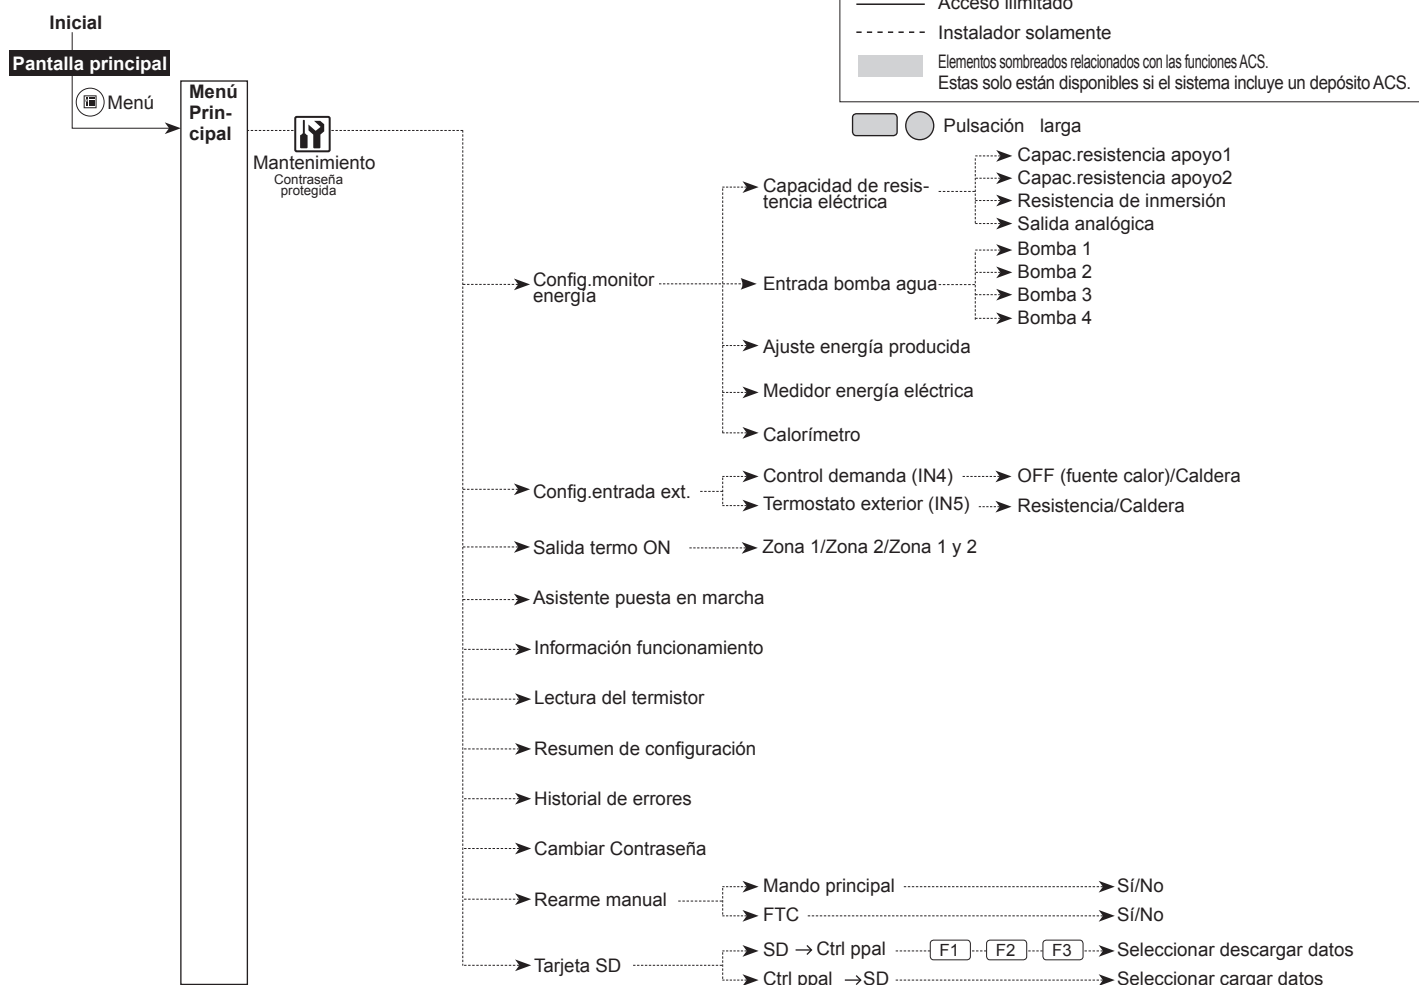 Acceso ilimitado
Instalador solamente
Elementos sombreados relacionados con las funciones ACS.
Estas solo están disponibles si el sistema incluye un depósito ACS.
Pulsación larga
Inicial
Pantalla principal
Menú
Menú
Prin-
cipal
Mantenimiento
Contraseña
protegida
Config.monitor
energía
Capacidad de resis-
tencia eléctrica
Capac.resistencia apoyo1
Capac.resistencia apoyo2
Resistencia de inmersión
Salida analógica
Entrada bomba agua
Bomba 1
Bomba 2
Bomba 3
Bomba 4
Ajuste energía producida
Medidor energía eléctrica
Calorímetro
Config.entrada ext.
Control demanda (IN4)
OFF (fuente calor)/Caldera
Termostato exterior (IN5)
Resistencia/Caldera
Salida termo ON
Zona 1/Zona 2/Zona 1 y 2
Asistente puesta en marcha
Información funcionamiento
Lectura del termistor
Resumen de configuración
Historial de errores
Cambiar Contraseña
Rearme manual
Mando principal
Sí/No
FTC
Sí/No
Tarjeta SD
SD → Ctrl ppal
F1
F2
F3
Seleccionar descargar datos
Ctrl ppal → SD
Seleccionar cargar datos